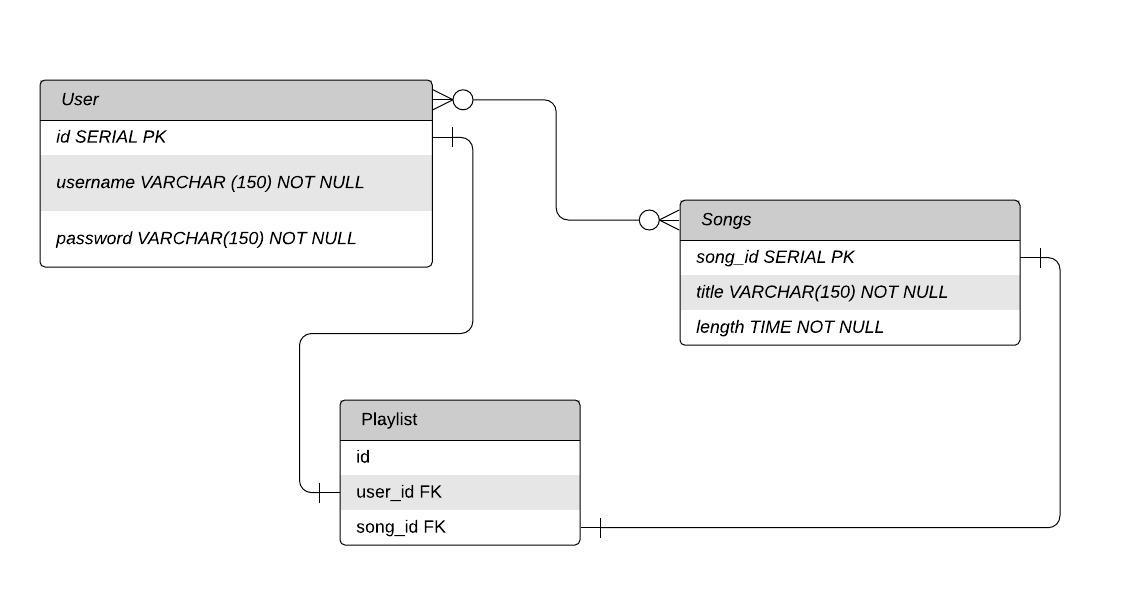 User
id SERIAL PK
username VARCHAR (150) NOT NULL
password VARCHAR(150) NOT NULL
Songs
song_id SERIAL PK
title VARCHAR(150) NOT NULL
length TIME NOT NULL
Playlist
id
user_id FK
song_id FK